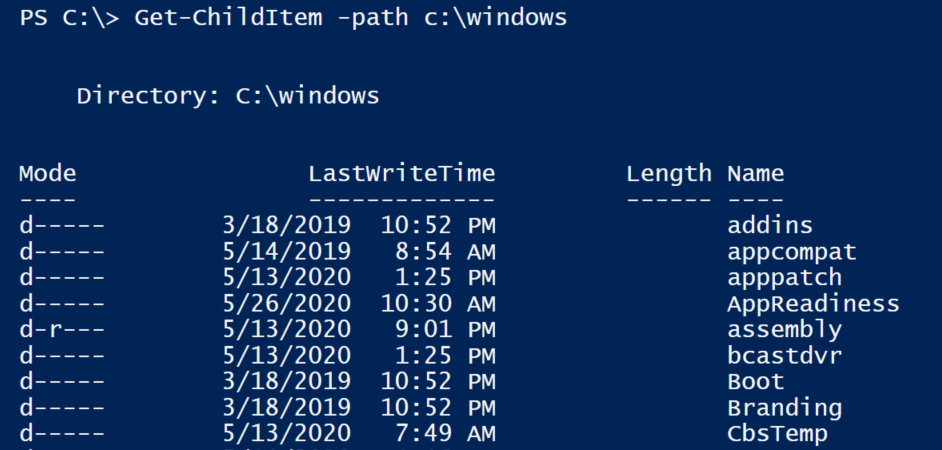 PS C:\> Get-ChildItem -path c:\windows
Directory: C:\windows
Mode LastWriteTime Length Name
---- ------------- ------ ----
d----- 3/18/2019 10:52 PM addins
d----- 5/14/2019 8:54 AM appcompat
d----- 5/13/2020 1:25 PM apppatch
d----- 5/26/2020 10:30 AM AppReadiness
d-r--- 5/13/2020 9:01 PM assembly
d----- 5/13/2020 1:25 PM bcastdvr
d----- 3/18/2019 10:52 PM Boot
d----- 3/18/2019 10:52 PM Branding
d----- 5/13/2020 7:49 AM CbsTemp